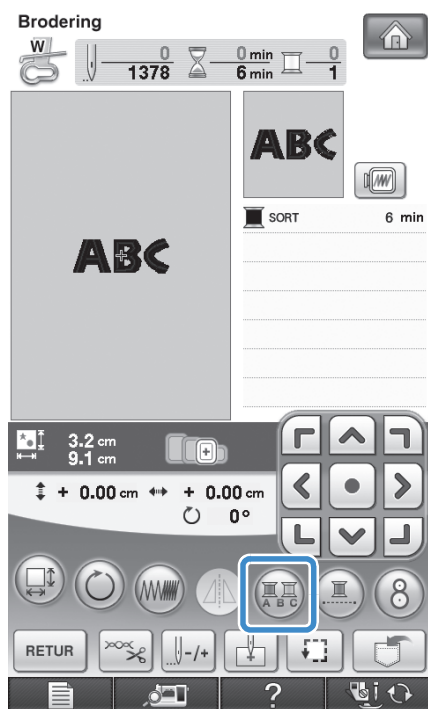 Brodering
W
0
1378
0 min
6 min
0
1
ABC
ABC
SORT 6 min
3.2 cm
9.1 cm
+ 0.00 cm + 0.00 cm
0°
A B C
8
RETUR
-/+
?